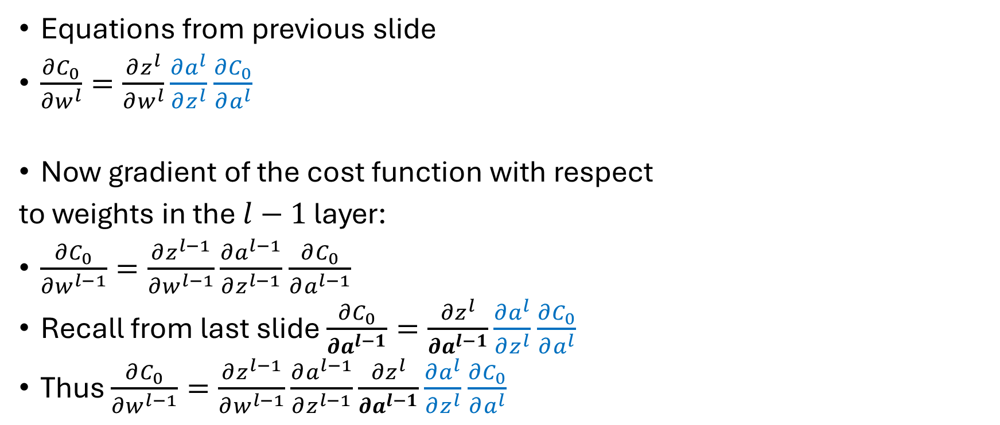 • Equations from previous slide
• $\frac{\partial C_0}{\partial w^l} = \frac{\partial z^l}{\partial w^l} \frac{\partial a^l}{\partial z^l} \frac{\partial C_0}{\partial a^l}$
• Now gradient of the cost function with respect
to weights in the $l - 1$ layer:
• $\frac{\partial C_0}{\partial w^{l-1}} = \frac{\partial z^{l-1}}{\partial w^{l-1}} \frac{\partial a^{l-1}}{\partial z^{l-1}} \frac{\partial C_0}{\partial a^{l-1}}$
• Recall from last slide $\frac{\partial C_0}{\boldsymbol{\partial a^{l-1}}} = \frac{\partial z^l}{\boldsymbol{\partial a^{l-1}}} \frac{\partial a^l}{\partial z^l} \frac{\partial C_0}{\partial a^l}$
• Thus $\frac{\partial C_0}{\partial w^{l-1}} = \frac{\partial z^{l-1}}{\partial w^{l-1}} \frac{\partial a^{l-1}}{\partial z^{l-1}} \frac{\partial z^l}{\boldsymbol{\partial a^{l-1}}} \frac{\partial a^l}{\partial z^l} \frac{\partial C_0}{\partial a^l}$